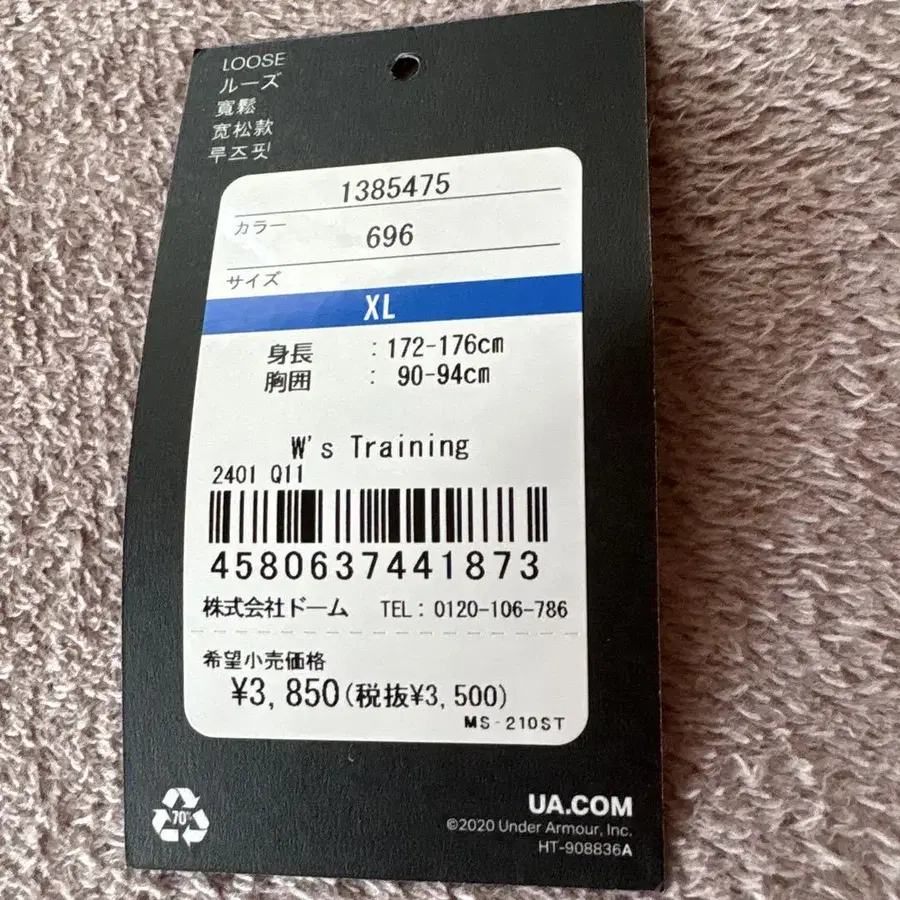 LOOSE
ルーズ
寬鬆
宽松款
루즈핏
1385475
カラー
696
サイズ
XL
身長 : 172-176cm
胸囲 : 90-94cm
W's Training
2401 Q11
4580637441873
株式会社ドーム TEL: 0120-106-786
希望小売価格
¥3,850(税抜¥3,500)
MS-210ST
70%
UA.COM
©2020 Under Armour, Inc.
HT-908836A